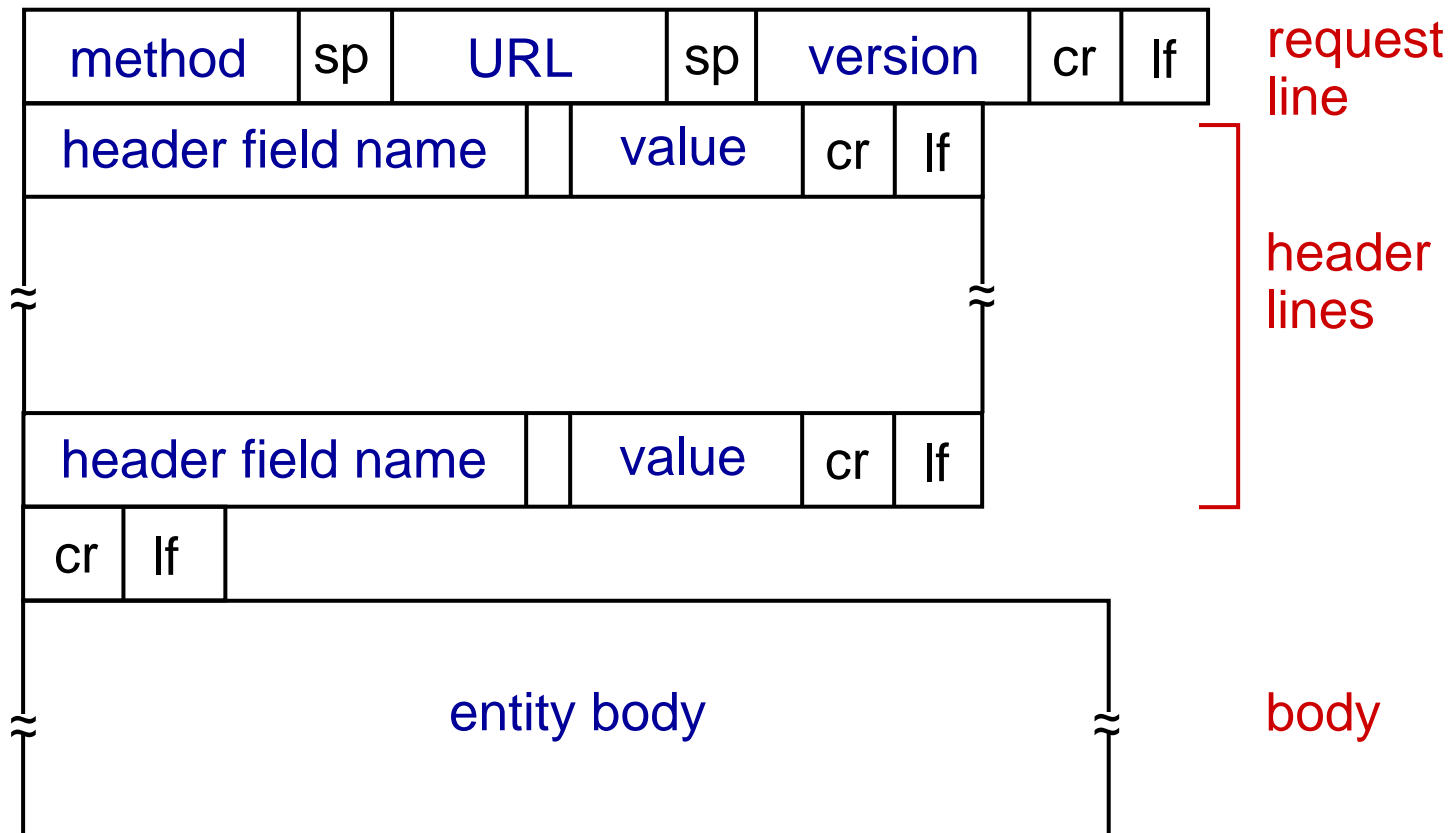 method sp URL sp version cr lf request
line
header field name value cr lf
header
lines
≈ ≈
header field name value cr lf
cr lf
≈ entity body ≈ body